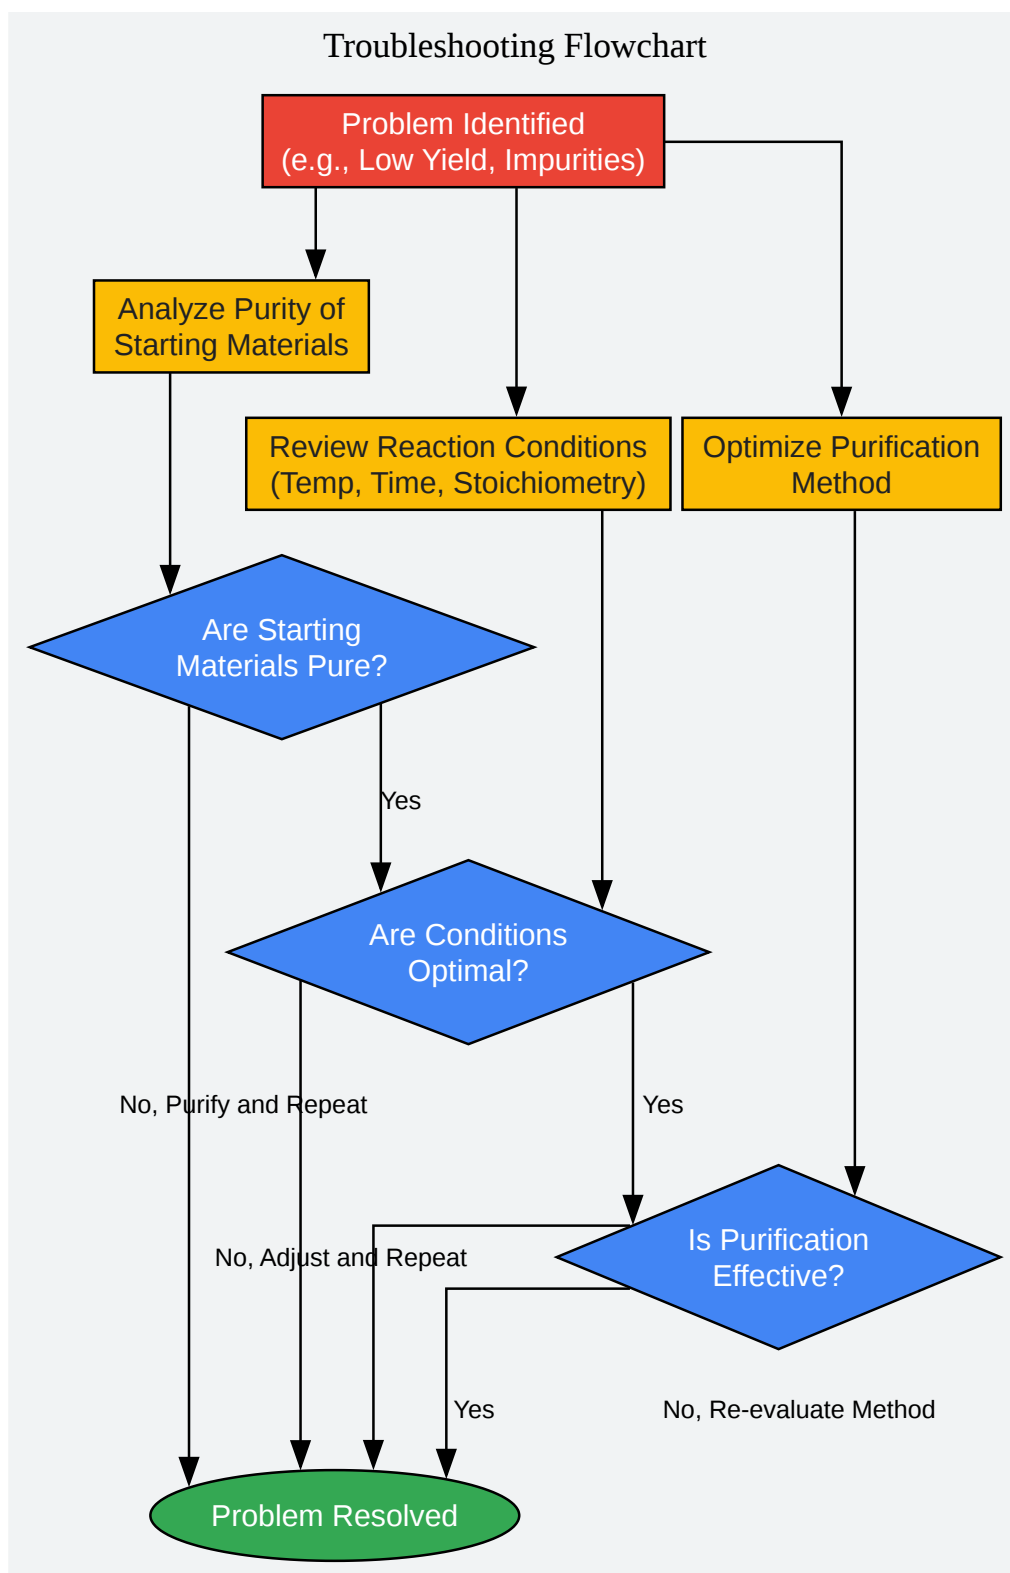 Troubleshooting Flowchart
Problem Identified
(e.g., Low Yield, Impurities)
Analyze Purity of
Starting Materials
Review Reaction Conditions
(Temp, Time, Stoichiometry)
Optimize Purification
Method
Are Starting
Materials Pure?
Yes
Are Conditions
Optimal?
No, Purify and Repeat
Yes
Is Purification
Effective?
No, Adjust and Repeat
Yes
No, Re-evaluate Method
Problem Resolved